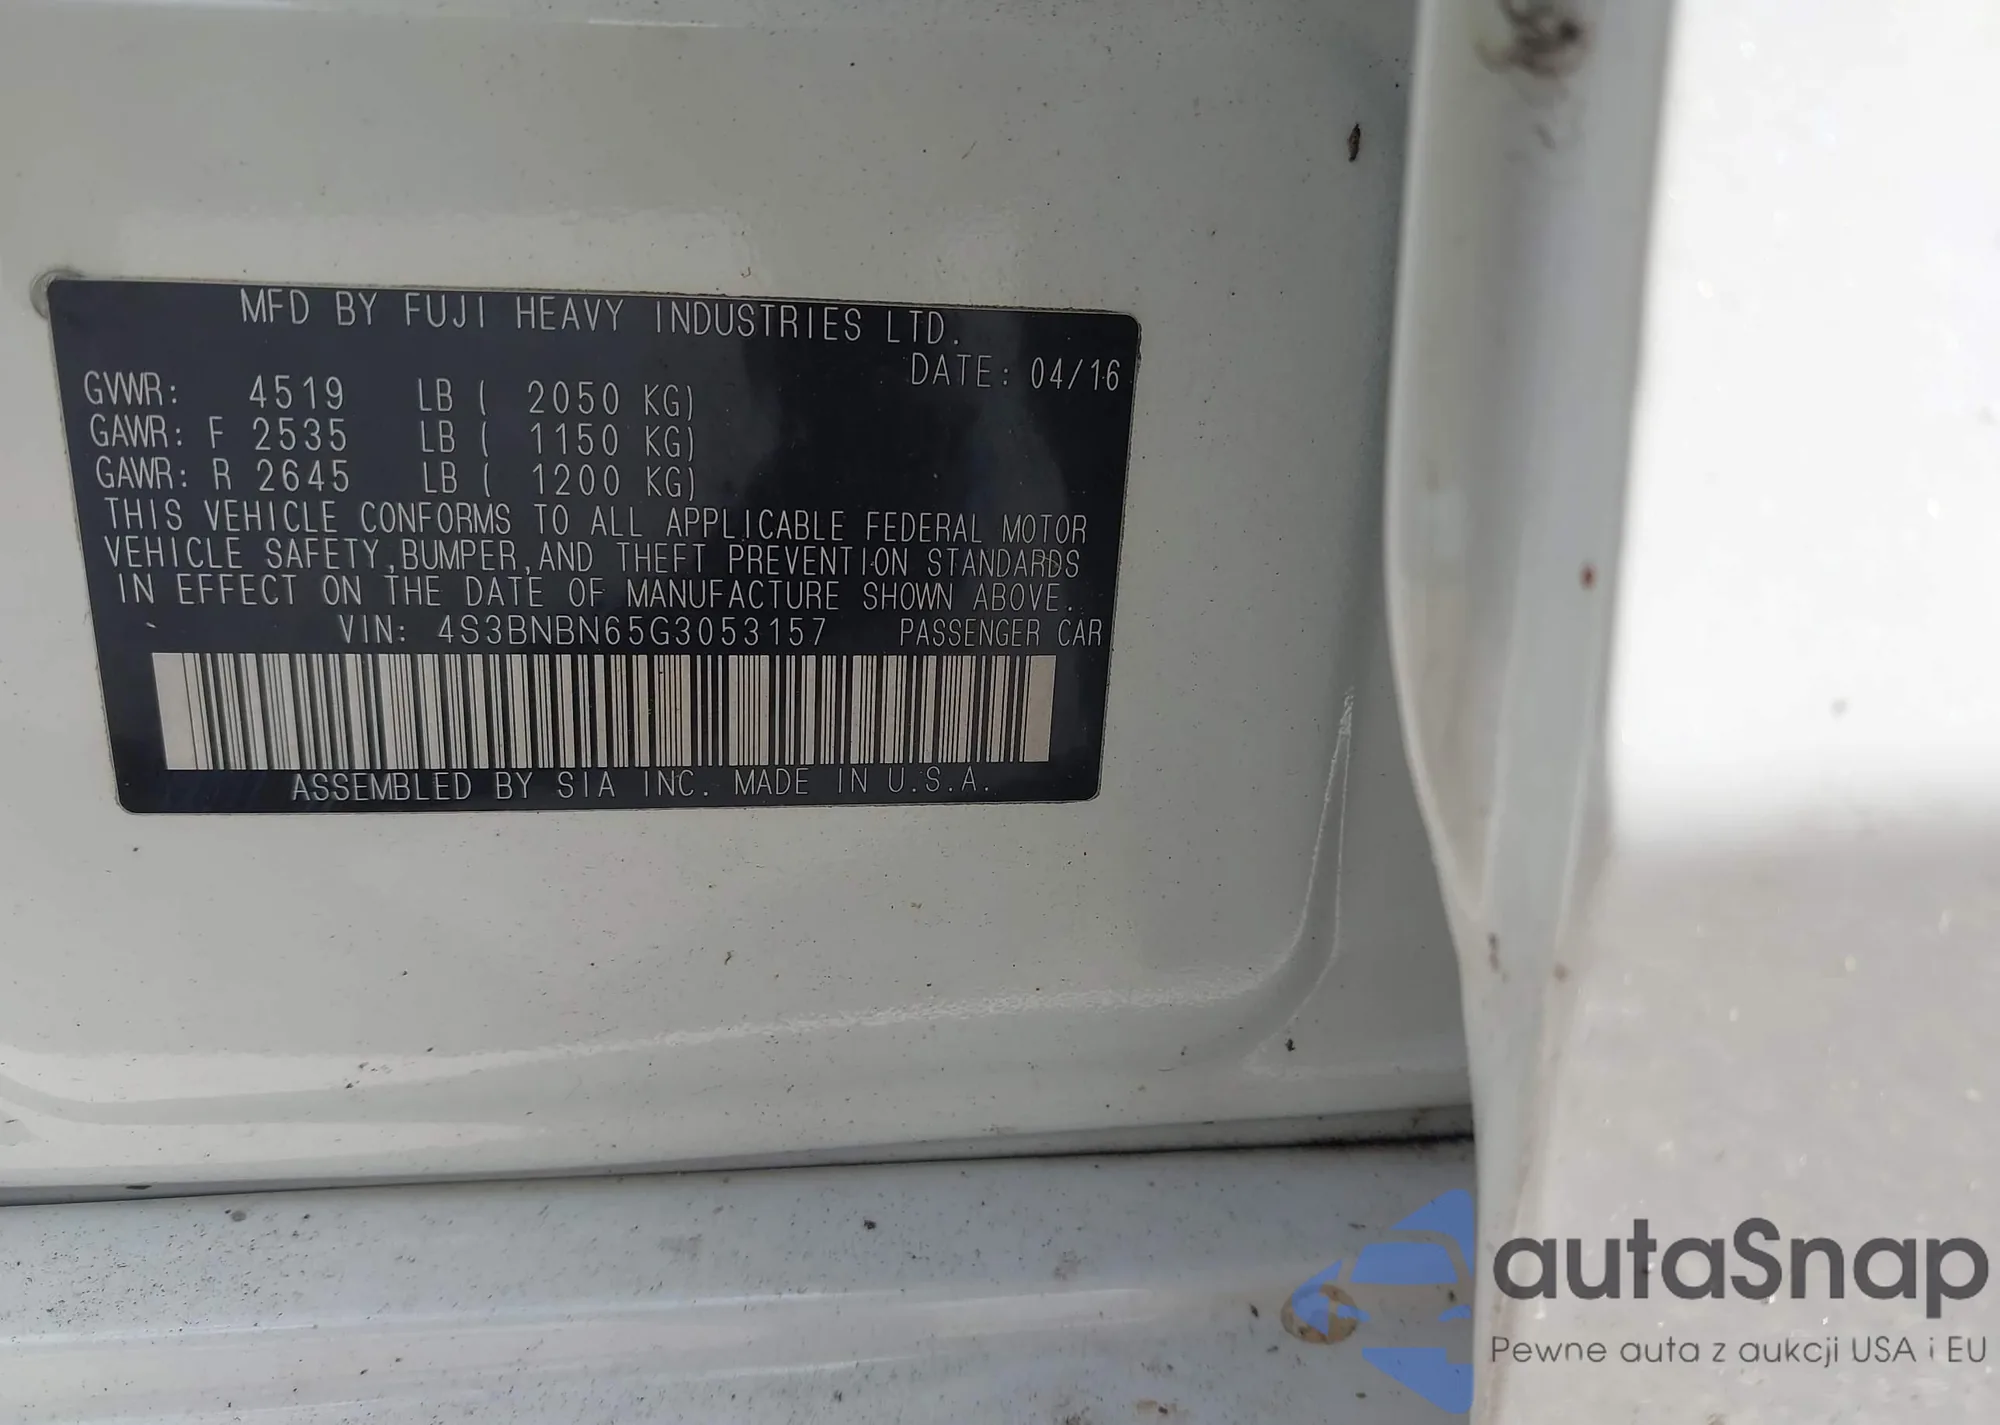 MFD BY FUJI HEAVY INDUSTRIES LTD.
DATE: 04/16
GVWR: 4519 LB ( 2050 KG)
GAWR: F 2535 LB ( 1150 KG)
GAWR: R 2645 LB ( 1200 KG)
THIS VEHICLE CONFORMS TO ALL APPLICABLE FEDERAL MOTOR
VEHICLE SAFETY,BUMPER,AND THEFT PREVENTION STANDARDS
IN EFFECT ON THE DATE OF MANUFACTURE SHOWN ABOVE.
VIN: 4S3BNBN65G3053157 PASSENGER CAR
ASSEMBLED BY SIA INC. MADE IN U.S.A.
autaSnap
Pewne auta z aukcji USA i EU